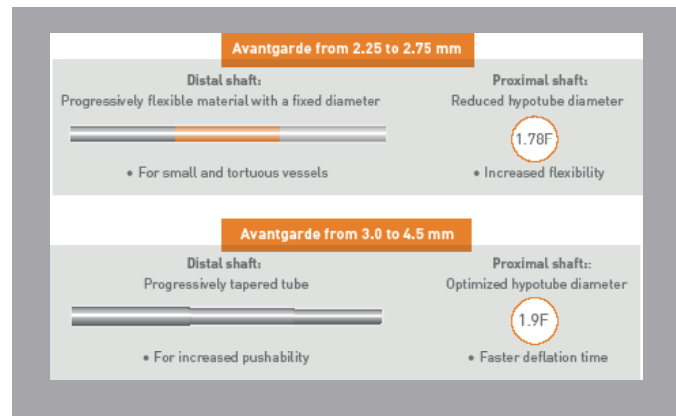 Avantgarde from 2.25 to 2.75 mm
Distal shaft:
Progressively flexible material with a fixed diameter
• For small and tortuous vessels
Proximal shaft:
Reduced hypotube diameter
1.78F
• Increased flexibility
Avantgarde from 3.0 to 4.5 mm
Distal shaft:
Progressively tapered tube
• For increased pushability
Proximal shaft::
Optimized hypotube diameter
1.9F
• Faster deflation time